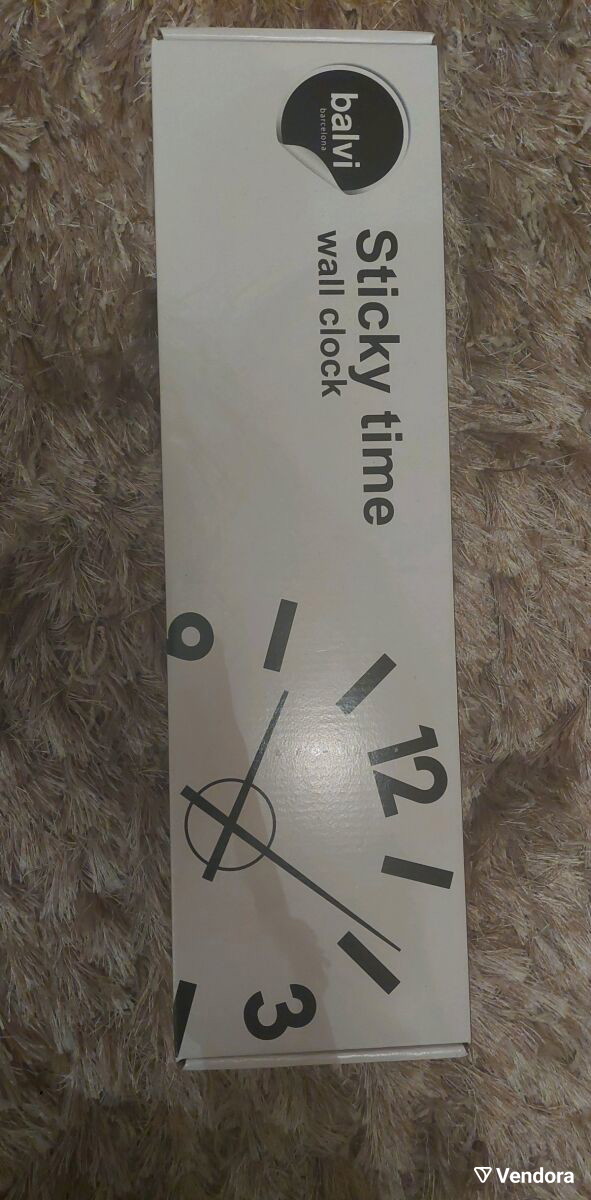 balvi
barcelona
Sticky time
wall clock
9
12
3
Vendora